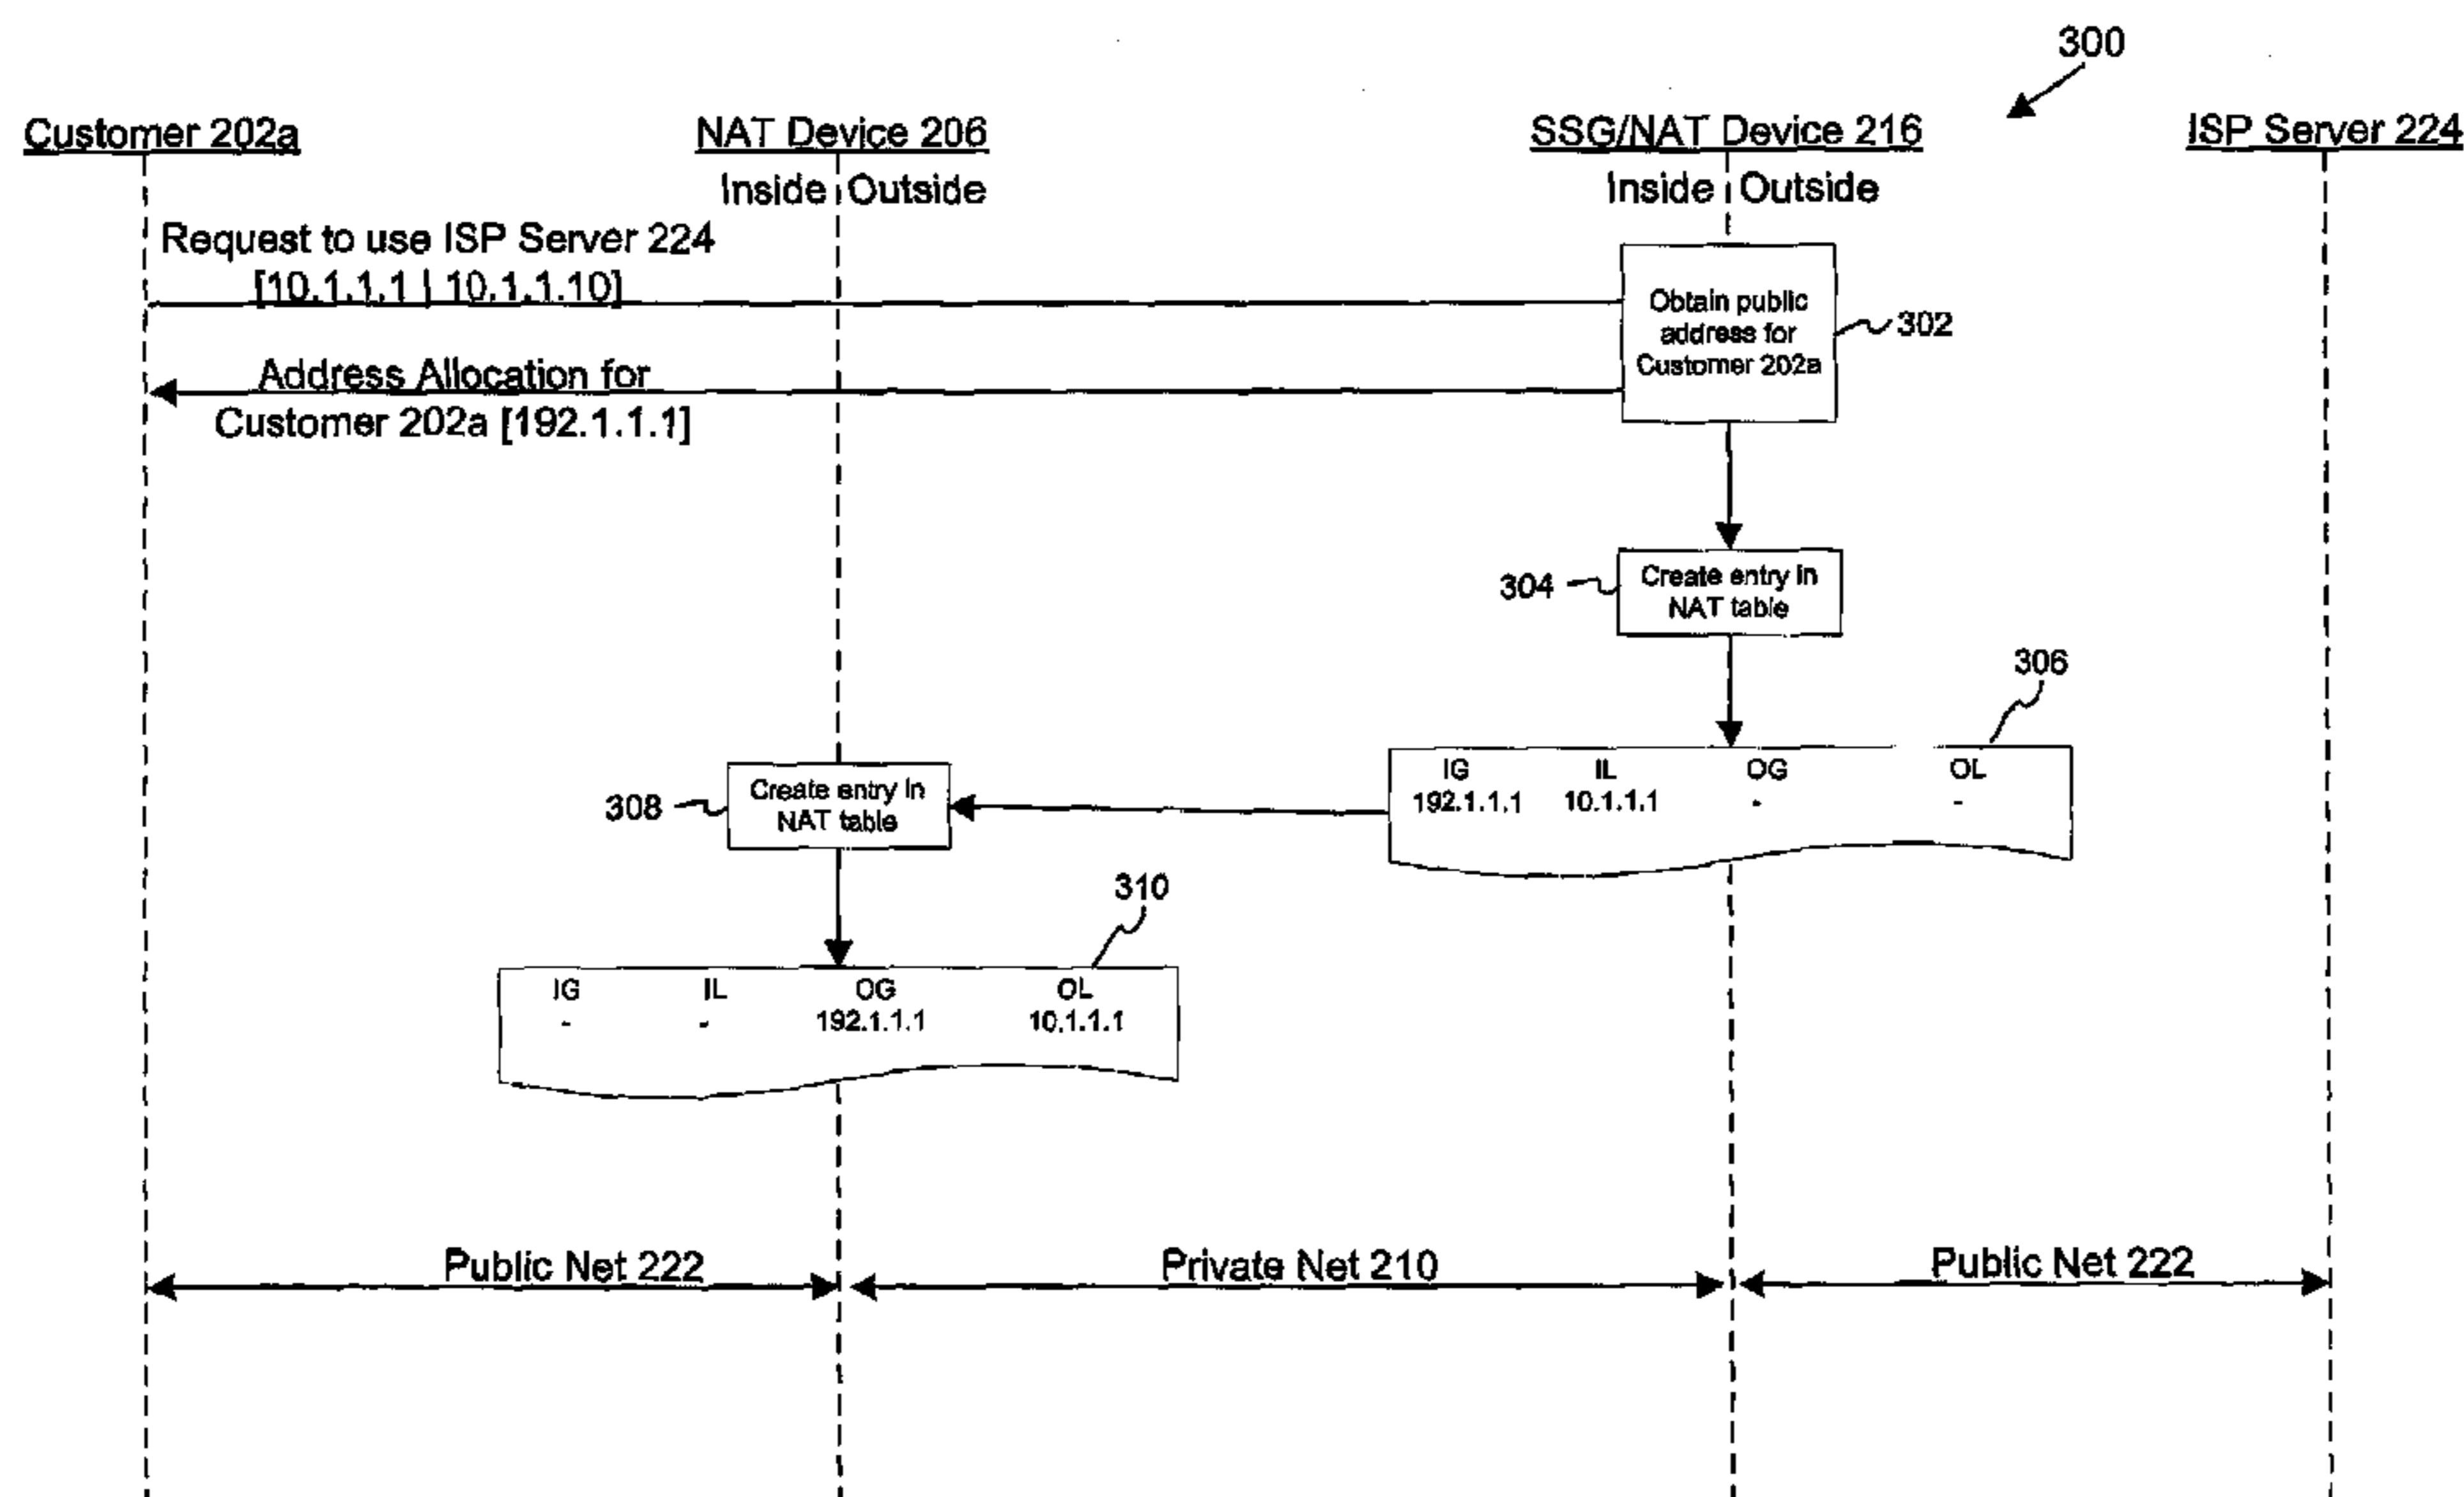 300
Customer 202a
NAT Device 206
SSG/NAT Device 216
ISP Server 224
Inside Outside
Inside Outside
Request to use ISP Server 224
[10.1.1.1 | 10.1.1.10]
Obtain public
address for
Customer 202a
302
Address Allocation for
Customer 202a [192.1.1.1]
304
Create entry in
NAT table
306
IG IL OG OL
192.1.1.1 10.1.1.1 - -
308
Create entry in
NAT table
310
IG IL OG OL
- - 192.1.1.1 10.1.1.1
Public Net 222
Private Net 210
Public Net 222